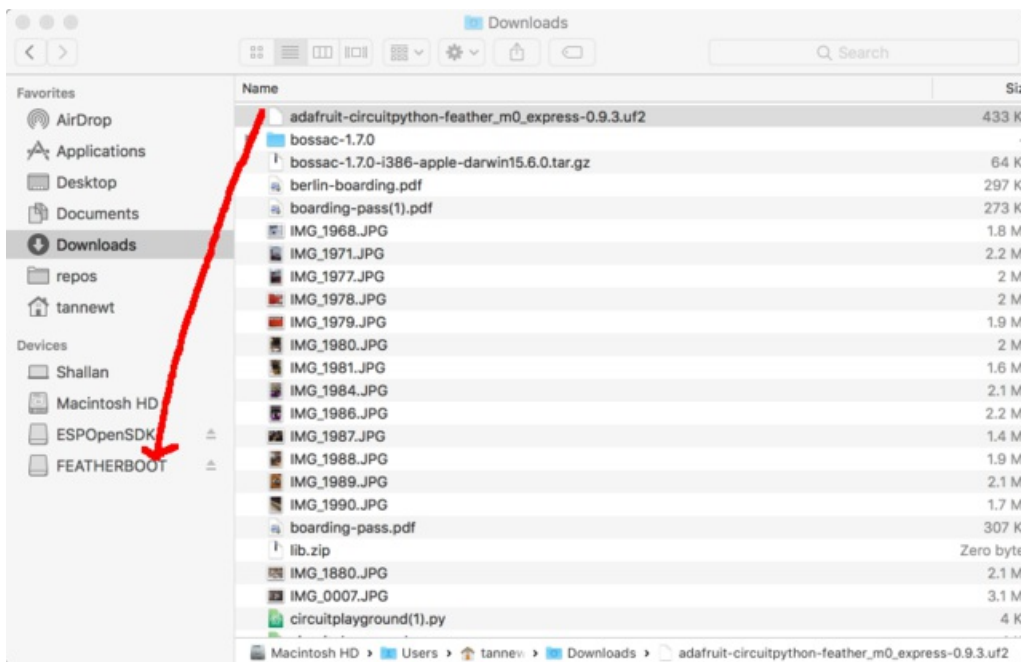 Downloads
Search
Favorites
AirDrop
Applications
Desktop
Documents
Downloads
repos
tannewt
Devices
Shallan
Macintosh HD
ESPOpenSDK
FEATHERBOOT
Name Siz
adafruit-circuitpython-feather_m0_express-0.9.3.uf2 433 K
bossac-1.7.0
bossac-1.7.0-i386-apple-darwin15.6.0.tar.gz 64 K
berlin-boarding.pdf 297 K
boarding-pass(1).pdf 273 K
IMG_1968.JPG 1.8 M
IMG_1971.JPG 2.2 M
IMG_1977.JPG 2 M
IMG_1978.JPG 2 M
IMG_1979.JPG 1.9 M
IMG_1980.JPG 2 M
IMG_1981.JPG 1.6 M
IMG_1984.JPG 2.1 M
IMG_1986.JPG 2.2 M
IMG_1987.JPG 1.4 M
IMG_1988.JPG 1.9 M
IMG_1989.JPG 2.1 M
IMG_1990.JPG 1.7 M
boarding-pass.pdf 307 K
lib.zip Zero byte
IMG_1880.JPG 2.1 M
IMG_0007.JPG 3.1 M
circuitplayground(1).py 4 K
Macintosh HD › Users › tannew › Downloads › adafruit-circuitpython-feather_m0_express-0.9.3.uf2